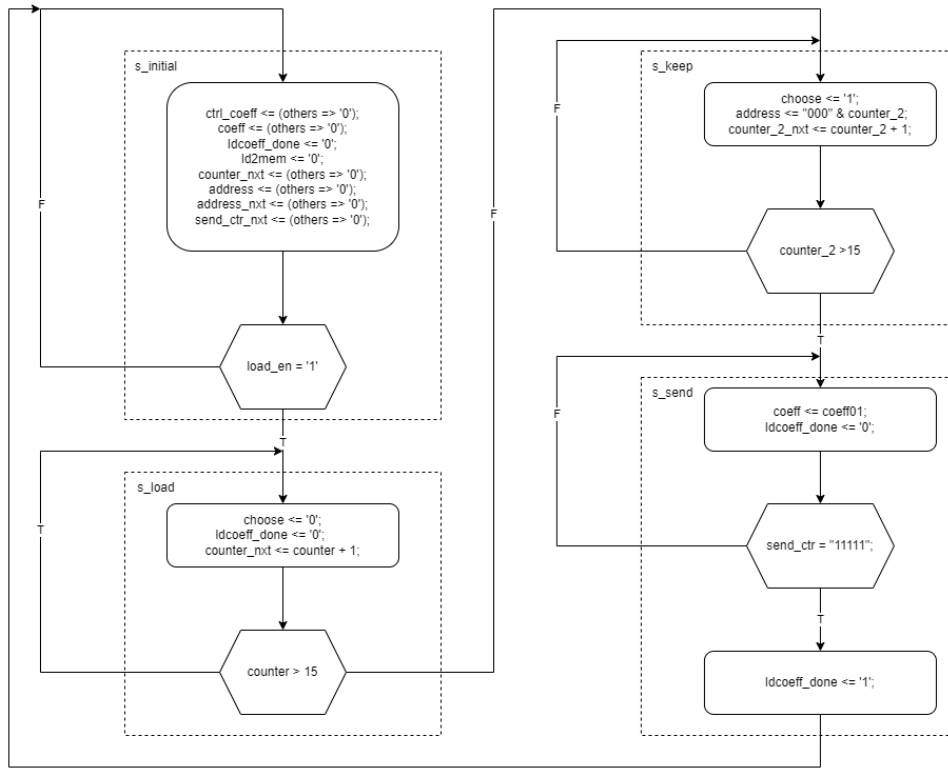 s_initial
ctrl_coeff <= (others => '0');
coeff <= (others => '0');
ldcoeff_done <= '0';
ld2mem <= '0';
counter_nxt <= (others => '0');
address <= (others => '0');
address_nxt <= (others => '0');
send_ctr_nxt <= (others => '0');
F
load_en = '1'
T
s_load
choose <= '0';
ldcoeff_done <= '0';
counter_nxt <= counter + 1;
T
counter > 15
F
s_keep
choose <= '1';
address <= "000" & counter_2;
counter_2_nxt <= counter_2 + 1;
F
counter_2 >15
T
s_send
coeff <= coeff01;
ldcoeff_done <= '0';
F
send_ctr = "11111";
T
ldcoeff_done <= '1';